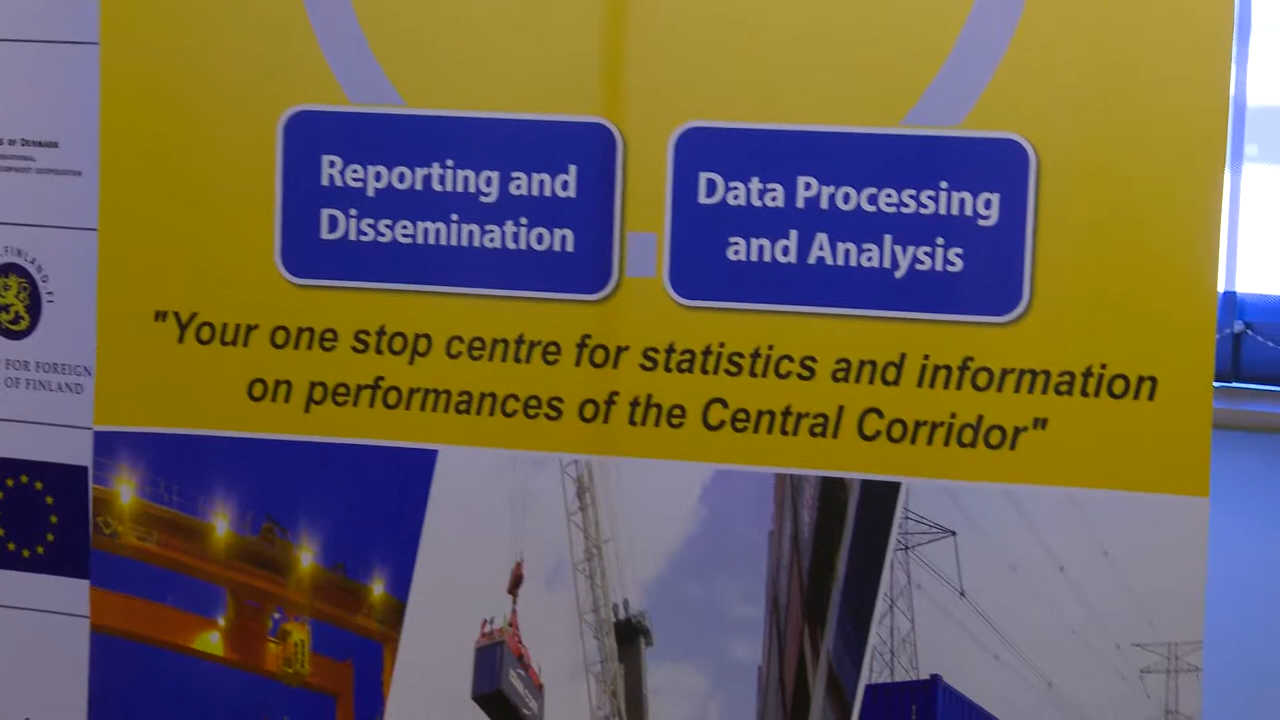 OF DENMARK
Reporting and
Dissemination
Data Processing
and Analysis
FINLAND-FI
FOR FOREIGN
OF FINLAND
"Your one stop centre for statistics and information
on performances of the Central Corridor"